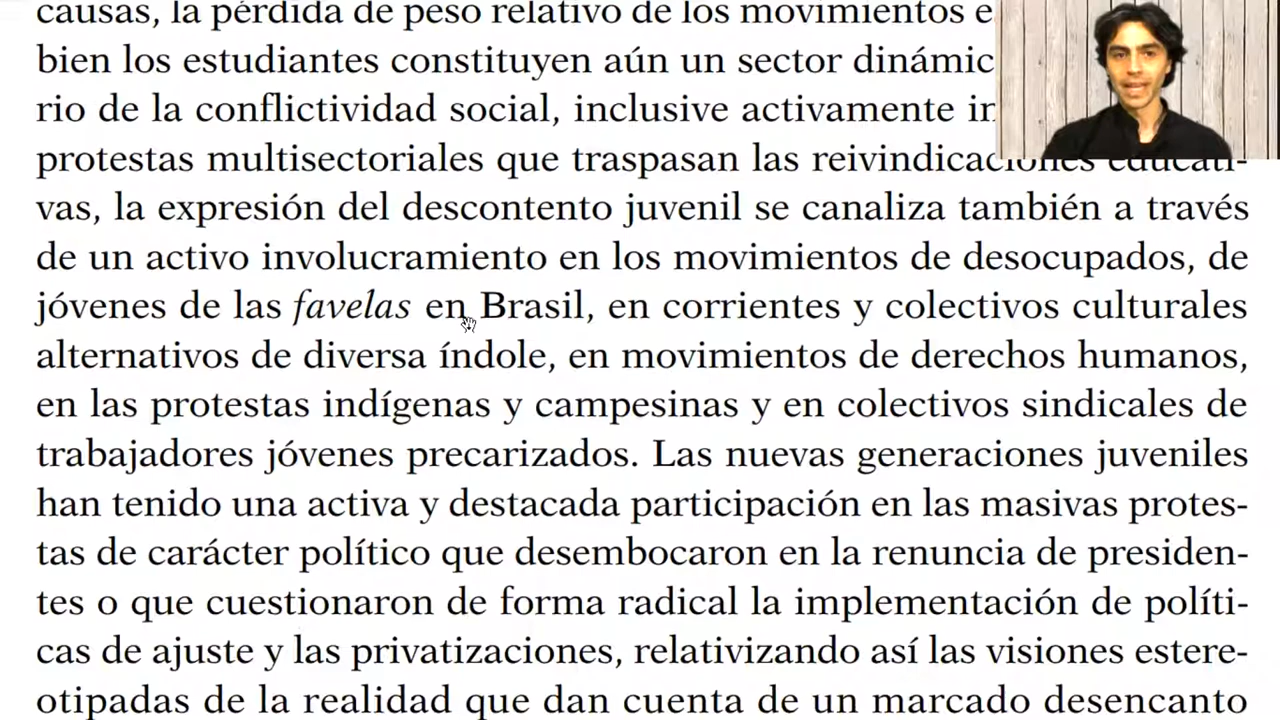 causas, la pérdida de peso relativo de los movimientos
bien los estudiantes constituyen aún un sector
rio de la conflictividad social, inclusive activamente
protestas multisectoriales que traspasan las reivindicaciones educati-
vas, la expresión del descontento juvenil se canaliza también a través
de un activo involucramiento en los movimientos de desocupados, de
jóvenes de las favelas en Brasil, en corrientes y colectivos culturales
alternativos de diversa índole, en movimientos de derechos humanos,
en las protestas indígenas y campesinas y en colectivos sindicales de
trabajadores jóvenes precarizados. Las nuevas generaciones juveniles
han tenido una activa y destacada participación en las masivas protes-
tas de carácter político que desembocaron en la renuncia de presiden-
tes o que cuestionaron de forma radical la implementación de políti-
cas de ajuste y las privatizaciones, relativizando así las visiones estere-
otipadas de la realidad que dan cuenta de un marcado desencanto